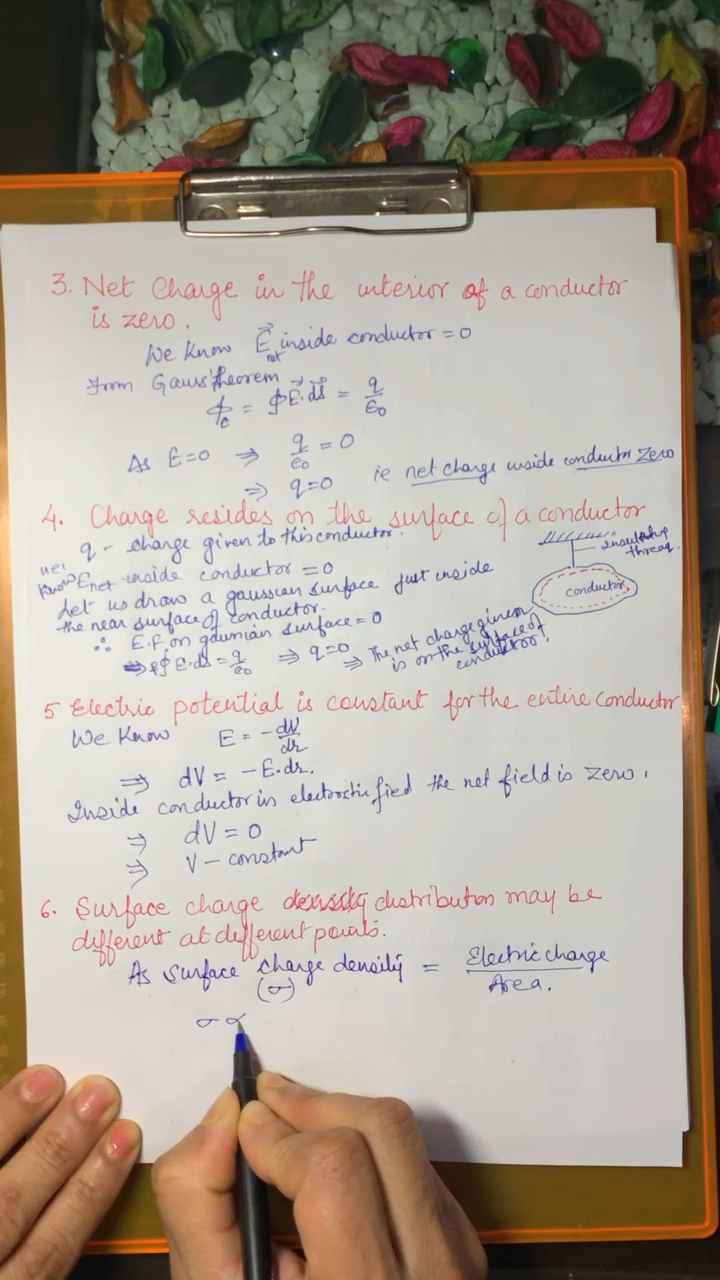 3. Net Charge in the interior of a conductor
is zero.
We Know E⃗net inside conductor = 0
From Gauss theorem
ϕe = ∮E⃗.ds⃗ = q/ε0
As E=0 ⇒ q/ε0 = 0
⇒ q=0 ie net charge inside conductor zero
4. Charge resides on the surface of a conductor
q - charge given to this conductor.
insulating
thread.
we
know Enet inside conductor = 0
Let us draw a gaussian surface just inside
the near surface of conductor.
conductor
∴ E.F on gaussian surface = 0
⇒ ∮E.ds = q/ε0 ⇒ q=0 ⇒ The net charge given
is on the surface of
conductor.
5 Electric potential is constant for the entire conductor
We Know E = -dV/dr
⇒ dV = -E.dr.
Inside conductor in the net field is zero.
⇒ dV = 0
⇒ V - constant
6. Surface charge distribution may be
different at different points.
As Surface charge density = Electric charge/Area.
(σ)
σ ∝